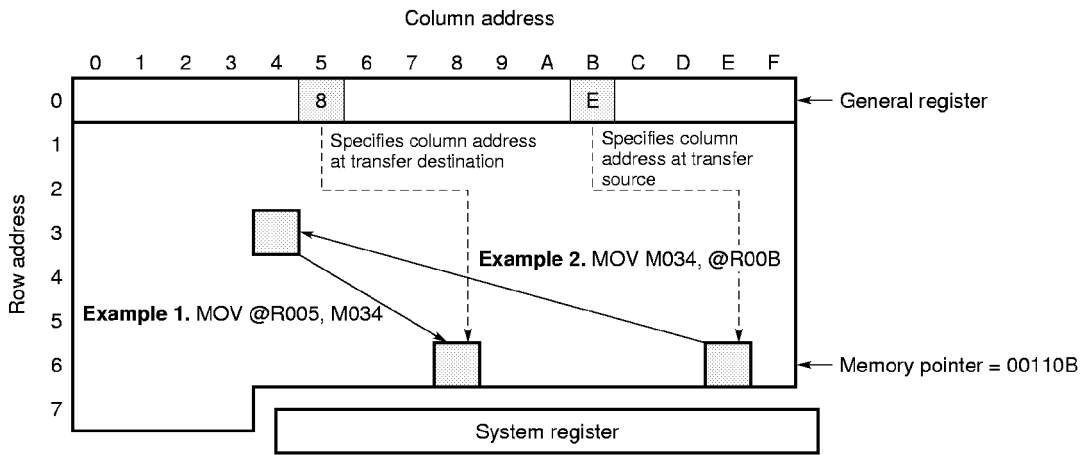 Column address
0 1 2 3 4 5 6 7 8 9 A B C D E F
0 8 E General register
1 Specifies column address
at transfer destination
Specifies column
address at transfer
source
2
3
Example 2. MOV M034, @R00B
4
Example 1. MOV @R005, M034
5
6 Memory pointer = 00110B
7
System register
Row address